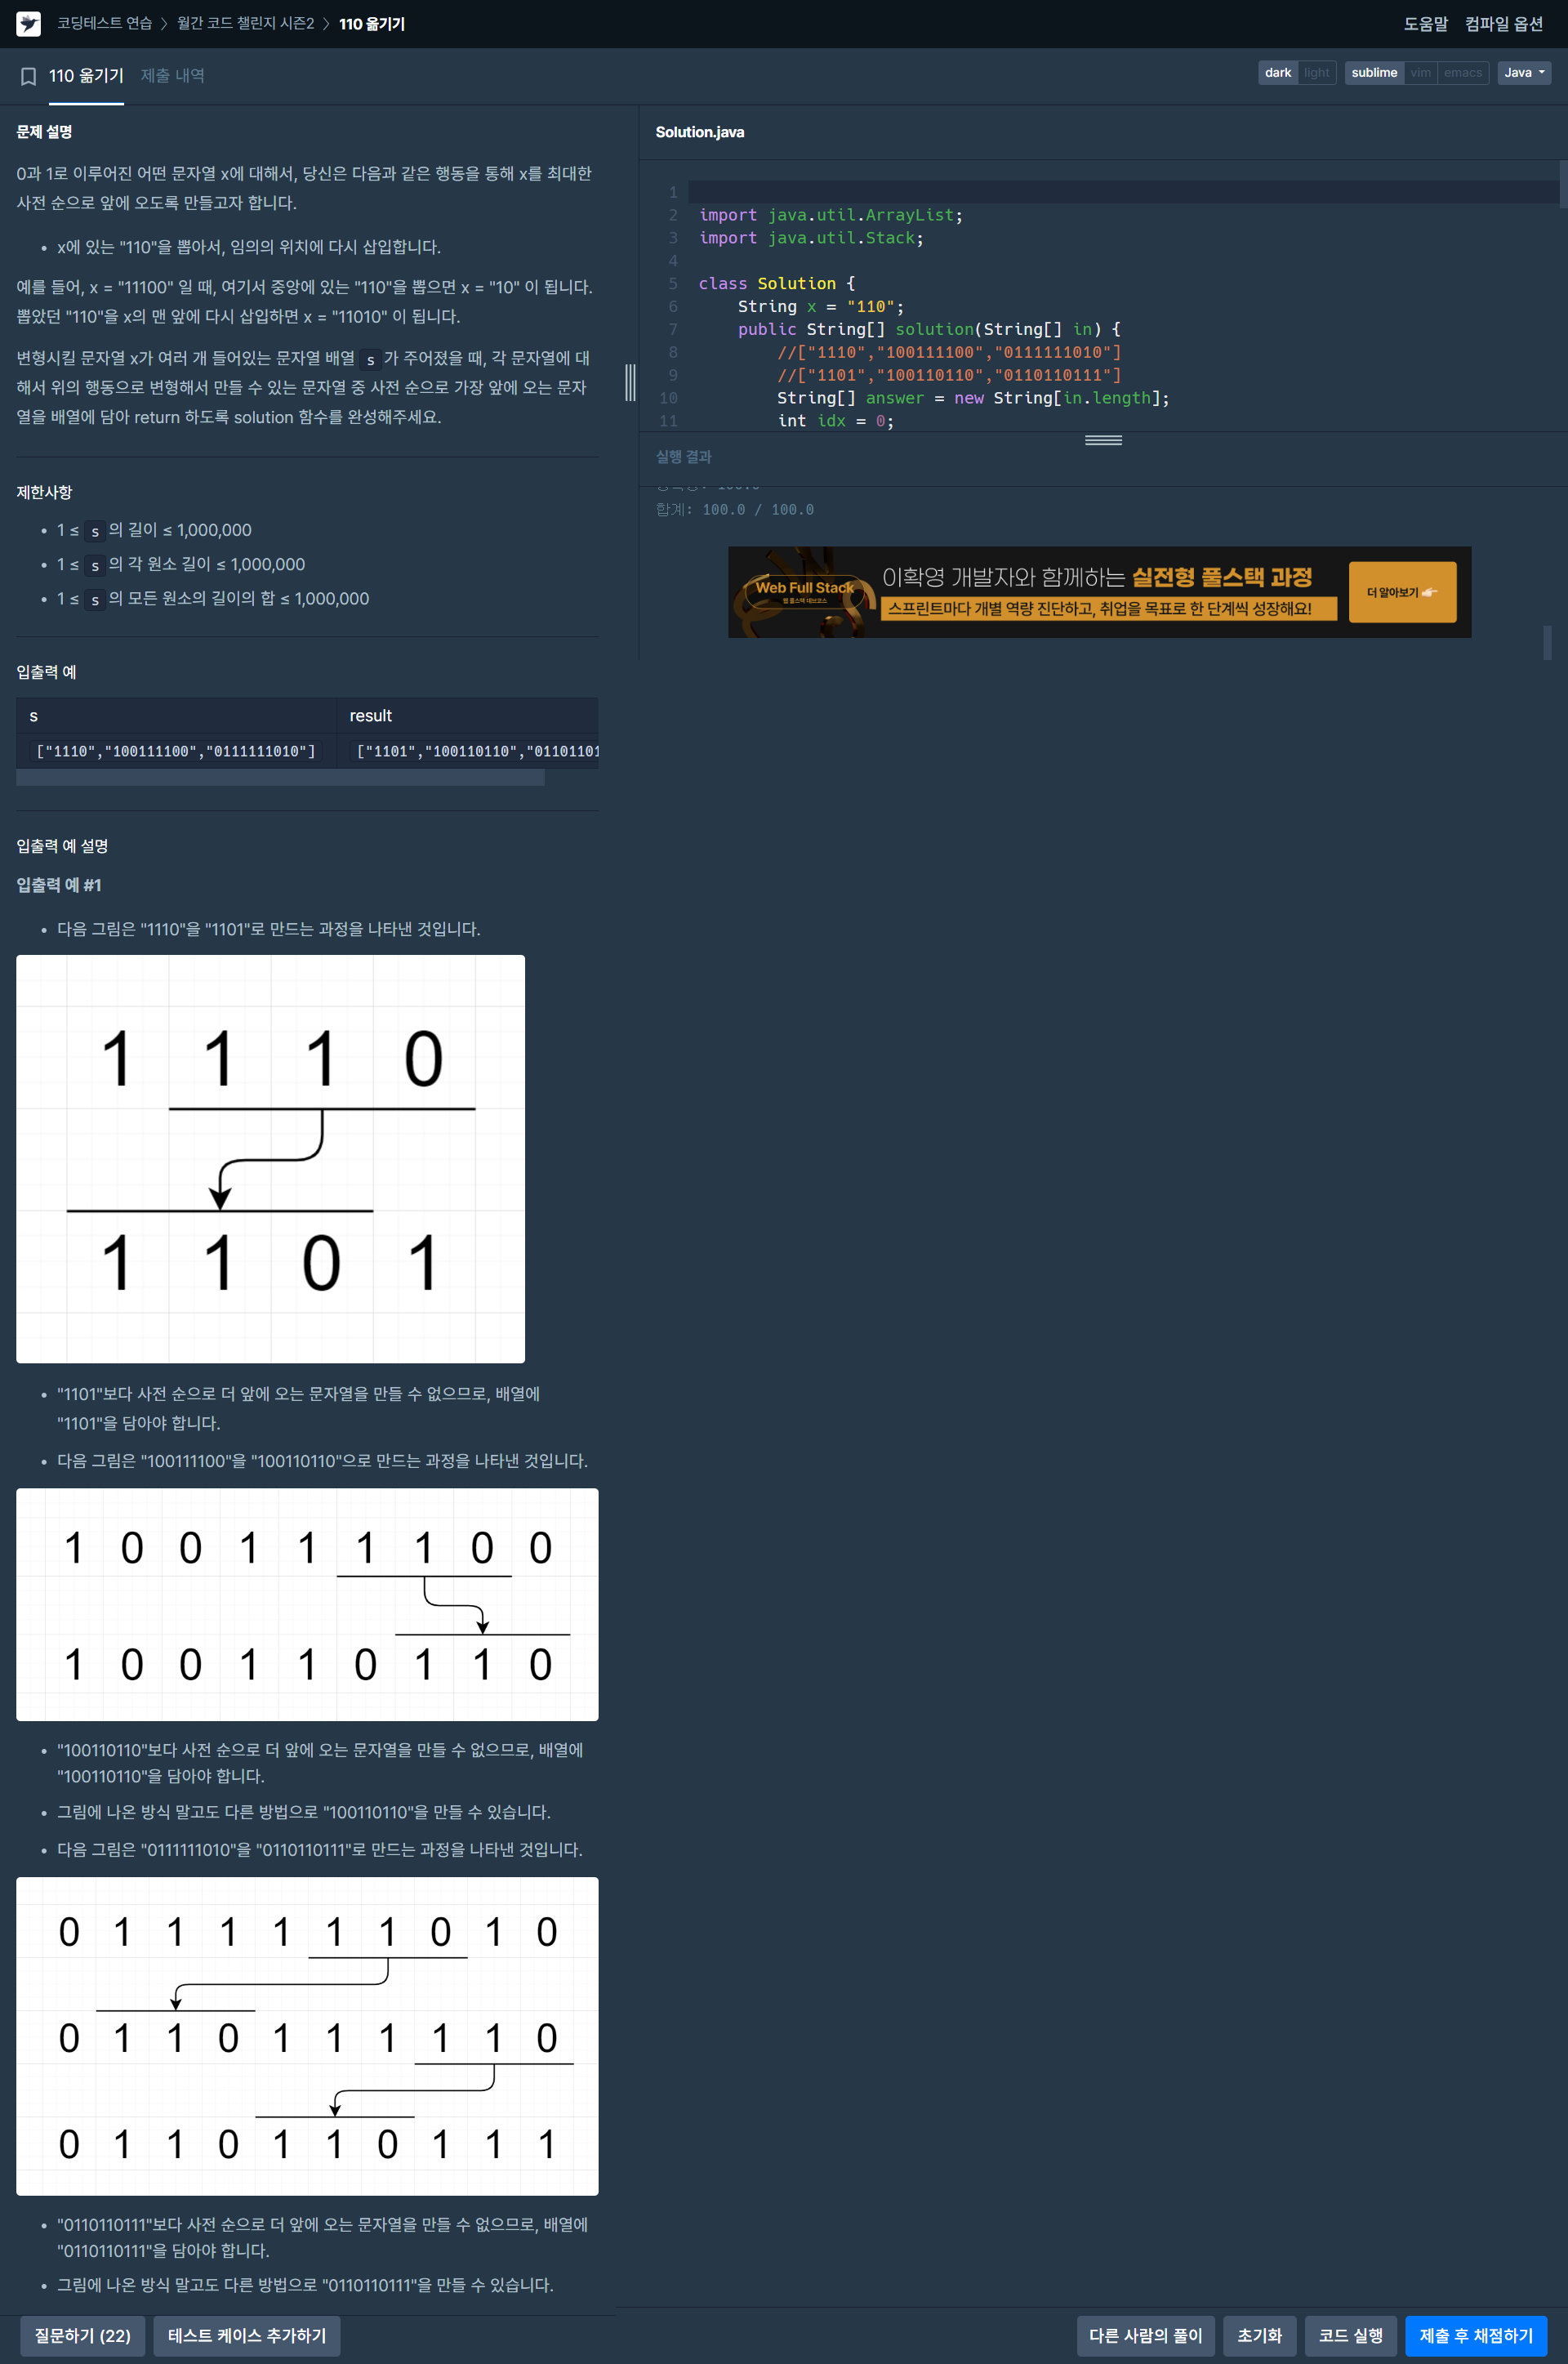 코딩테스트 연습 > 월간 코드 챌린지 시즌2 > 110 옮기기
도움말 컴파일 옵션
110 옮기기 제출 내역
dark light sublime vim emacs Java
문제 설명
0과 1로 이루어진 어떤 문자열 x에 대해서, 당신은 다음과 같은 행동을 통해 x를 최대한
사전 순으로 앞에 오도록 만들고자 합니다.
• x에 있는 "110"을 뽑아서, 임의의 위치에 다시 삽입합니다.
예를 들어, x = "11100" 일 때, 여기서 중앙에 있는 "110"을 뽑으면 x = "10" 이 됩니다.
뽑았던 "110"을 x의 맨 앞에 다시 삽입하면 x = "11010" 이 됩니다.
변형시킬 문자열 x가 여러 개 들어있는 문자열 배열 s 가 주어졌을 때, 각 문자열에 대
해서 위의 행동으로 변형해서 만들 수 있는 문자열 중 사전 순으로 가장 앞에 오는 문자
열을 배열에 담아 return 하도록 solution 함수를 완성해주세요.
제한사항
• 1 ≤ s 의 길이 ≤ 1,000,000
• 1 ≤ s 의 각 원소 길이 ≤ 1,000,000
• 1 ≤ s 의 모든 원소의 길이의 합 ≤ 1,000,000
입출력 예
s result
["1110","100111100","0111111010"] ["1101","100110110","01101101
입출력 예 설명
입출력 예 #1
• 다음 그림은 "1110"을 "1101"로 만드는 과정을 나타낸 것입니다.
1 1 1 0
1 1 0 1
• "1101"보다 사전 순으로 더 앞에 오는 문자열을 만들 수 없으므로, 배열에
"1101"을 담아야 합니다.
• 다음 그림은 "100111100"을 "100110110"으로 만드는 과정을 나타낸 것입니다.
1 0 0 1 1 1 1 0 0
1 0 0 1 1 0 1 1 0
• "100110110"보다 사전 순으로 더 앞에 오는 문자열을 만들 수 없으므로, 배열에
"100110110"을 담아야 합니다.
• 그림에 나온 방식 말고도 다른 방법으로 "100110110"을 만들 수 있습니다.
• 다음 그림은 "0111111010"을 "0110110111"로 만드는 과정을 나타낸 것입니다.
0 1 1 1 1 1 1 0 1 0
0 1 1 0 1 1 1 1 1 0
0 1 1 0 1 1 0 1 1 1
• "0110110111"보다 사전 순으로 더 앞에 오는 문자열을 만들 수 없으므로, 배열에
"0110110111"을 담아야 합니다.
• 그림에 나온 방식 말고도 다른 방법으로 "0110110111"을 만들 수 있습니다.
Solution.java
1
2 import java.util.ArrayList;
3 import java.util.Stack;
4
5 class Solution {
6 String x = "110";
7 public String[] solution(String[] in) {
8 //["1110","100111100","0111111010"]
9 //["1101","100110110","0110110111"]
10 String[] answer = new String[in.length];
11 int idx = 0;
실행 결과
합계: 100.0 / 100.0
Web Full Stack
이확영 개발자와 함께하는 실전형 풀스택 과정
스프린트마다 개별 역량 진단하고, 취업을 목표로 한 단계씩 성장해요!
더 알아보기
질문하기 (22) 테스트 케이스 추가하기
다른 사람의 풀이 초기화 코드 실행 제출 후 채점하기